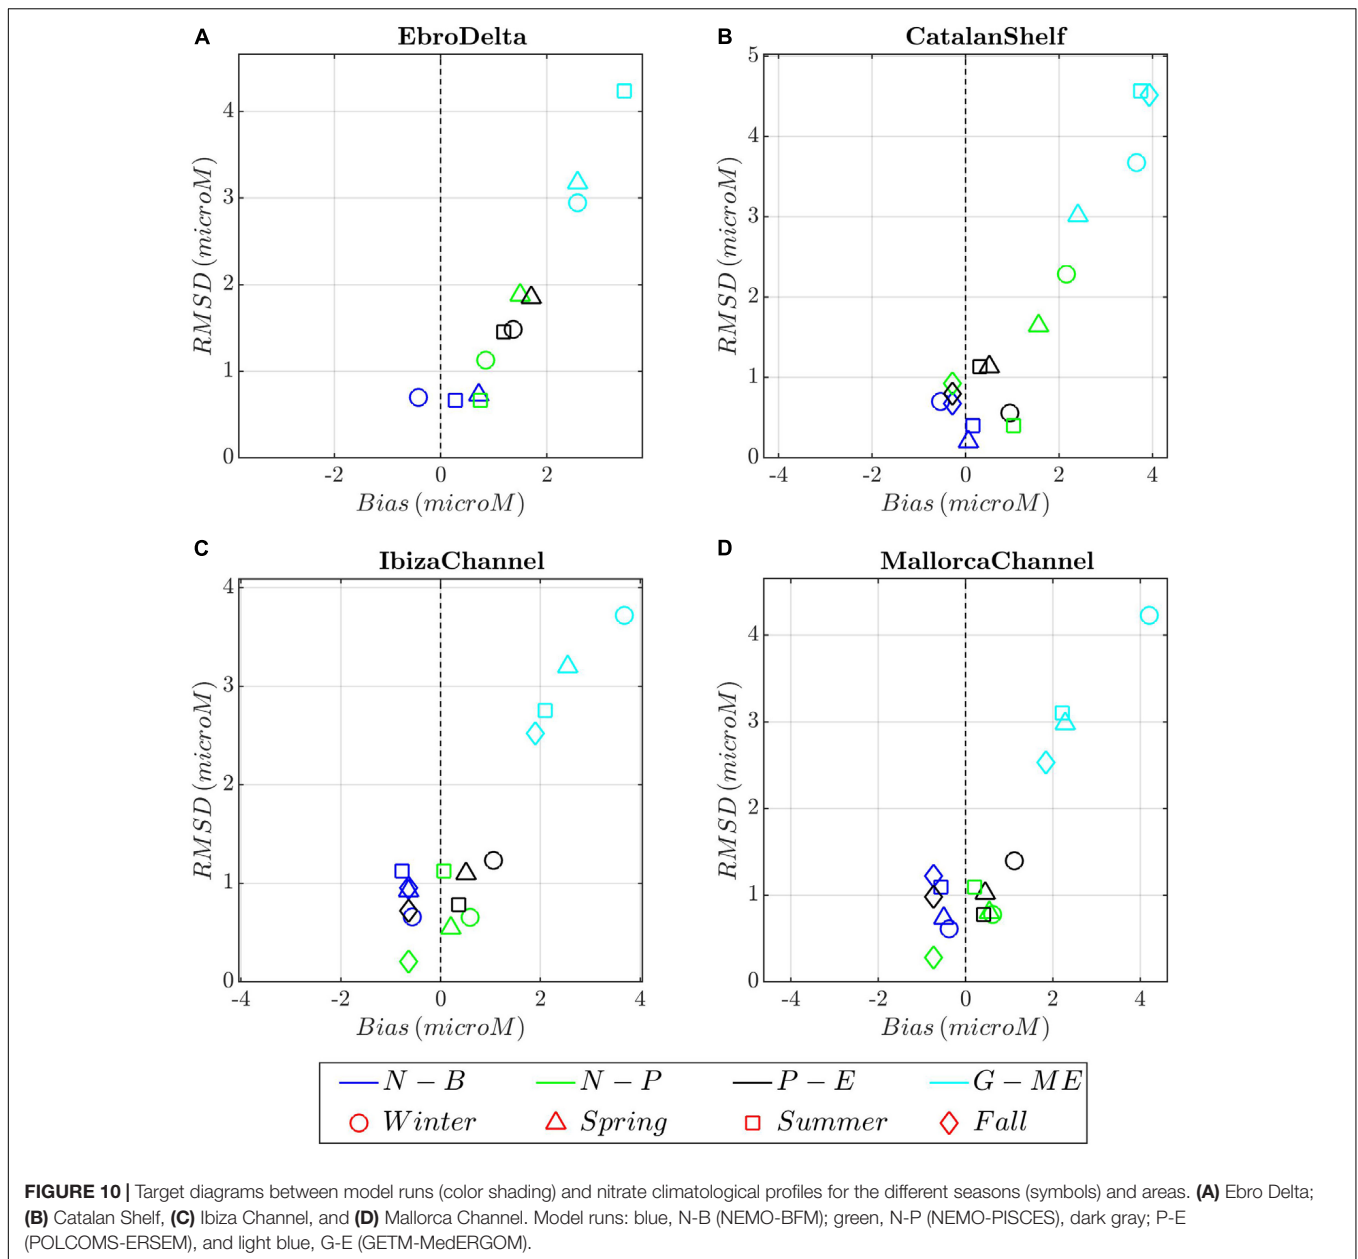 A
EbroDelta
4
3
2
1
0
-2
0
2
RMSD (microM)
Bias (microM)
B
CatalanShelf
5
4
3
2
1
0
-4
-2
0
2
4
RMSD (microM)
Bias (microM)
C
IbizaChannel
4
3
2
1
0
-4
-2
0
2
4
RMSD (microM)
Bias (microM)
D
MallorcaChannel
4
3
2
1
0
-4
-2
0
2
4
RMSD (microM)
Bias (microM)
N − B N − P P − E G − ME
Winter Spring Summer Fall
FIGURE 10 | Target diagrams between model runs (color shading) and nitrate climatological profiles for the different seasons (symbols) and areas. (A) Ebro Delta;
(B) Catalan Shelf, (C) Ibiza Channel, and (D) Mallorca Channel. Model runs: blue, N-B (NEMO-BFM); green, N-P (NEMO-PISCES), dark gray; P-E
(POLCOMS-ERSEM), and light blue, G-E (GETM-MedERGOM).